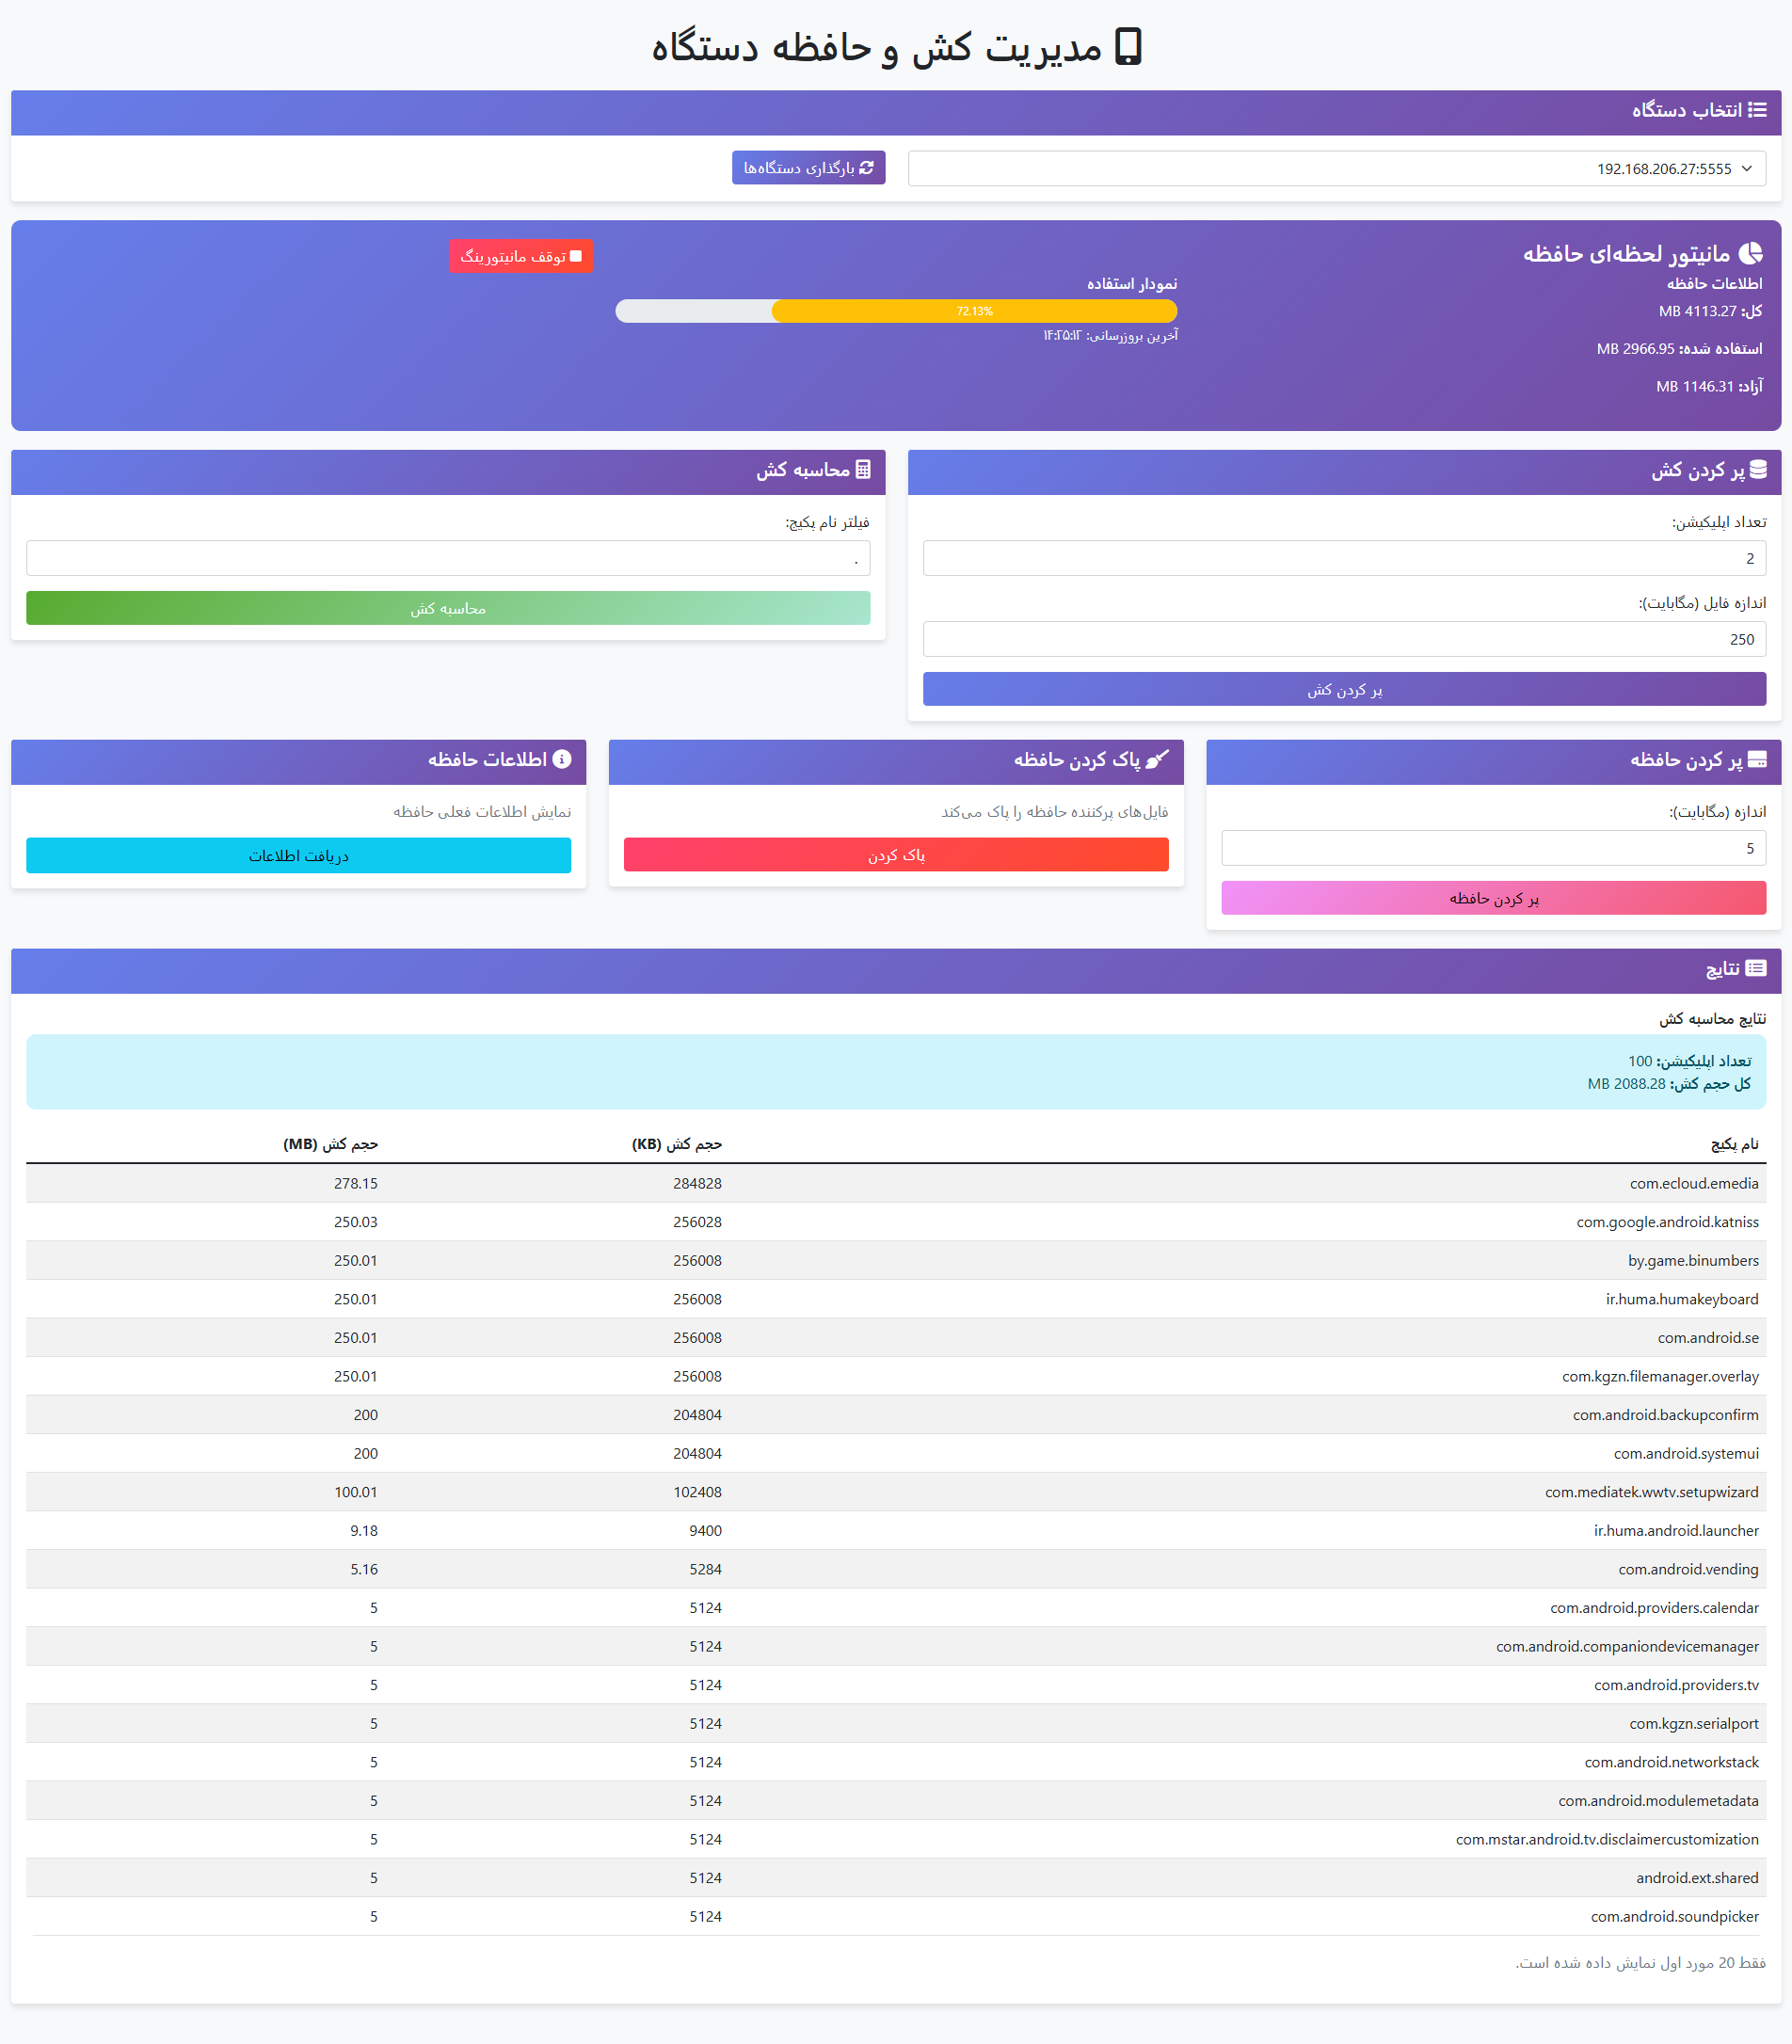 مدیریت کش و حافظه دستگاه
انتخاب دستگاه
192.168.206.27:5555
بارگذاری دستگاه‌ها
مانیتور لحظه‌ای حافظه
اطلاعات حافظه
کل: 4113.27 MB
استفاده شده: 2966.95 MB
آزاد: 1146.31 MB
نمودار استفاده
72.13%
آخرین بروزرسانی: ۱۴:۲۵:۱۲
توقف مانیتورینگ
پر کردن کش
تعداد اپلیکیشن:
2
اندازه فایل (مگابایت):
250
پر کردن کش
محاسبه کش
فیلتر نام پکیج:
.
محاسبه کش
پر کردن حافظه
اندازه (مگابایت):
5
پر کردن حافظه
پاک کردن حافظه
فایل‌های پرکننده حافظه را پاک می‌کند
پاک کردن
اطلاعات حافظه
نمایش اطلاعات فعلی حافظه
دریافت اطلاعات
نتایج
نتایج محاسبه کش
تعداد اپلیکیشن: 100
کل حجم کش: 2088.28 MB
نام پکیج حجم کش (KB) حجم کش (MB)
com.ecloud.emedia 284828 278.15
com.google.android.katniss 256028 250.03
by.game.binumbers 256008 250.01
ir.huma.humakeyboard 256008 250.01
com.android.se 256008 250.01
com.kgzn.filemanager.overlay 256008 250.01
com.android.backupconfirm 204804 200
com.android.systemui 204804 200
com.mediatek.wwtv.setupwizard 102408 100.01
ir.huma.android.launcher 9400 9.18
com.android.vending 5284 5.16
com.android.providers.calendar 5124 5
com.android.companiondevicemanager 5124 5
com.android.providers.tv 5124 5
com.kgzn.serialport 5124 5
com.android.networkstack 5124 5
com.android.modulemetadata 5124 5
com.mstar.android.tv.disclaimercustomization 5124 5
android.ext.shared 5124 5
com.android.soundpicker 5124 5
فقط 20 مورد اول نمایش داده شده است.